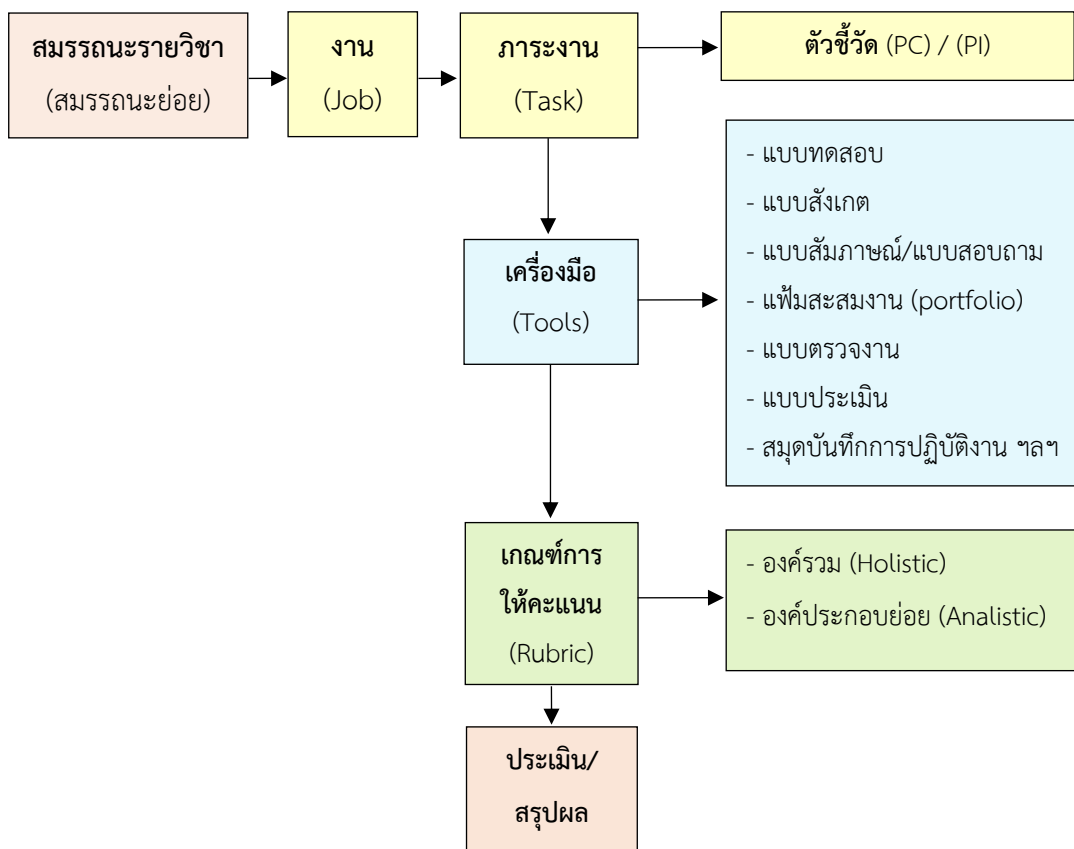 สมรรถนะรายวิชา
(สมรรถนะย่อย)
งาน
(Job)
ภาระงาน
(Task)
ตัวชี้วัด (PC) / (PI)
เครื่องมือ
(Tools)
- แบบทดสอบ
- แบบสังเกต
- แบบสัมภาษณ์/แบบสอบถาม
- แฟ้มสะสมงาน (portfolio)
- แบบตรวจงาน
- แบบประเมิน
- สมุดบันทึกการปฏิบัติงาน ฯลฯ
เกณฑ์การ
ให้คะแนน
(Rubric)
- องค์รวม (Holistic)
- องค์ประกอบย่อย (Analistic)
ประเมิน/
สรุปผล